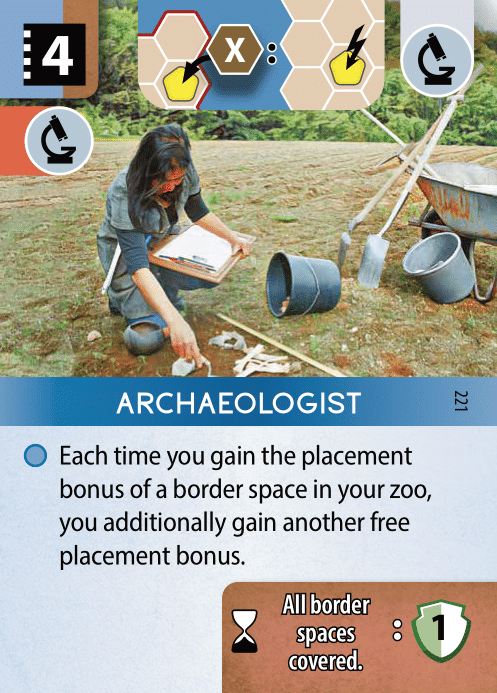 4
X :
ARCHAEOLOGIST
221
Each time you gain the placement
bonus of a border space in your zoo,
you additionally gain another free
placement bonus.
All border
spaces
covered.
: 1